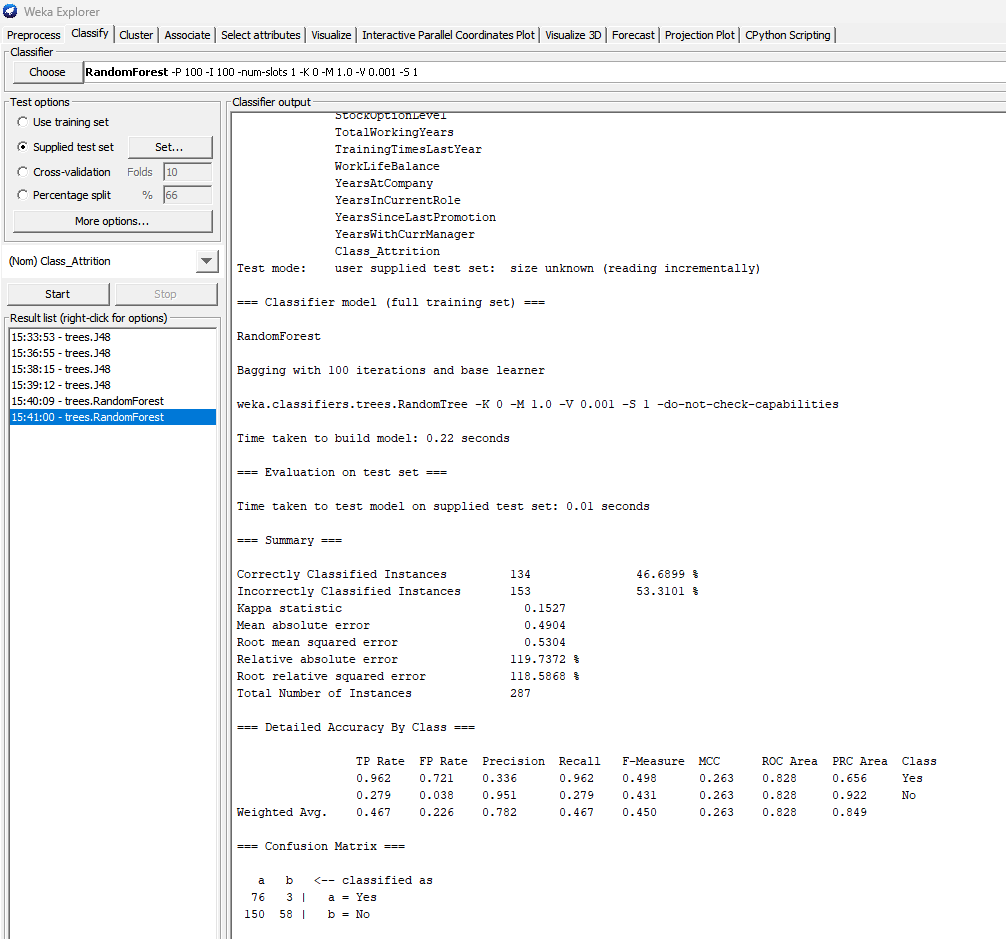 Weka Explorer
Preprocess Classify Cluster Associate Select attributes Visualize Interactive Parallel Coordinates Plot Visualize 3D Forecast Projection Plot CPython Scripting
Classifier
Choose RandomForest -P 100 -I 100 -num-slots 1 -K 0 -M 1.0 -V 0.001 -S 1
Test options
Use training set
Supplied test set Set...
Cross-validation Folds 10
Percentage split % 66
More options...
(Nom) Class_Attrition
Start Stop
Result list (right-click for options)
15:33:53 - trees.J48
15:36:55 - trees.J48
15:38:15 - trees.J48
15:39:12 - trees.J48
15:40:09 - trees.RandomForest
15:41:00 - trees.RandomForest
Classifier output
StockOptionLevel
TotalWorkingYears
TrainingTimesLastYear
WorkLifeBalance
YearsAtCompany
YearsInCurrentRole
YearsSinceLastPromotion
YearsWithCurrManager
Class_Attrition
Test mode: user supplied test set: size unknown (reading incrementally)
=== Classifier model (full training set) ===
RandomForest
Bagging with 100 iterations and base learner
weka.classifiers.trees.RandomTree -K 0 -M 1.0 -V 0.001 -S 1 -do-not-check-capabilities
Time taken to build model: 0.22 seconds
=== Evaluation on test set ===
Time taken to test model on supplied test set: 0.01 seconds
=== Summary ===
Correctly Classified Instances 134 46.6899 %
Incorrectly Classified Instances 153 53.3101 %
Kappa statistic 0.1527
Mean absolute error 0.4904
Root mean squared error 0.5304
Relative absolute error 119.7372 %
Root relative squared error 118.5868 %
Total Number of Instances 287
=== Detailed Accuracy By Class ===
TP Rate FP Rate Precision Recall F-Measure MCC ROC Area PRC Area Class
0.962 0.721 0.336 0.962 0.498 0.263 0.828 0.656 Yes
0.279 0.038 0.951 0.279 0.431 0.263 0.828 0.922 No
Weighted Avg. 0.467 0.226 0.782 0.467 0.450 0.263 0.828 0.849
=== Confusion Matrix ===
a b <-- classified as
76 3 | a = Yes
150 58 | b = No